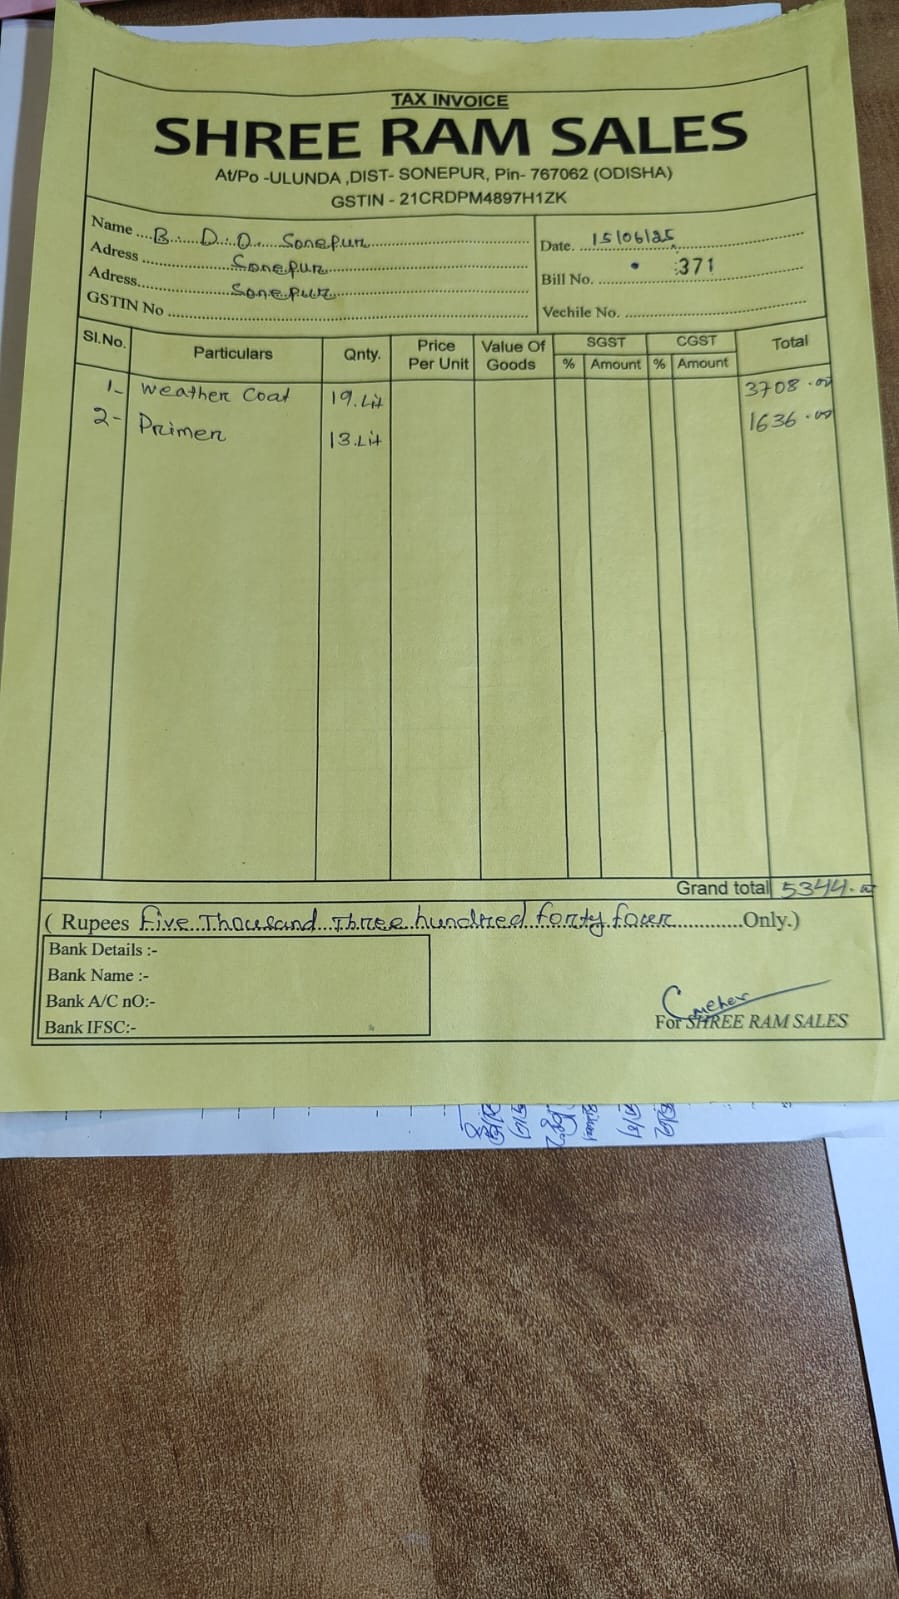 TAX INVOICE
SHREE RAM SALES
At/Po -ULUNDA ,DIST- SONEPUR, Pin- 767062 (ODISHA)
GSTIN - 21CRDPM4897H1ZK
Name B. D. O. Sonepur
Adress Sonepur
Adress Sonepur
GSTIN No
Date. 15/06/25
Bill No. 371
Vechile No.
Sl.No. Particulars Qnty. Price Per Unit Value Of Goods SGST CGST Total
% Amount % Amount
1- Weather Coat 19.Lit 3708.00
2- Primer 13.Lit 1636.00
Grand total 5344.00
( Rupees Five Thousand Three hundred forty four Only.)
Bank Details :-
Bank Name :-
Bank A/C nO:-
Bank IFSC:-
Cmeher
For SHREE RAM SALES